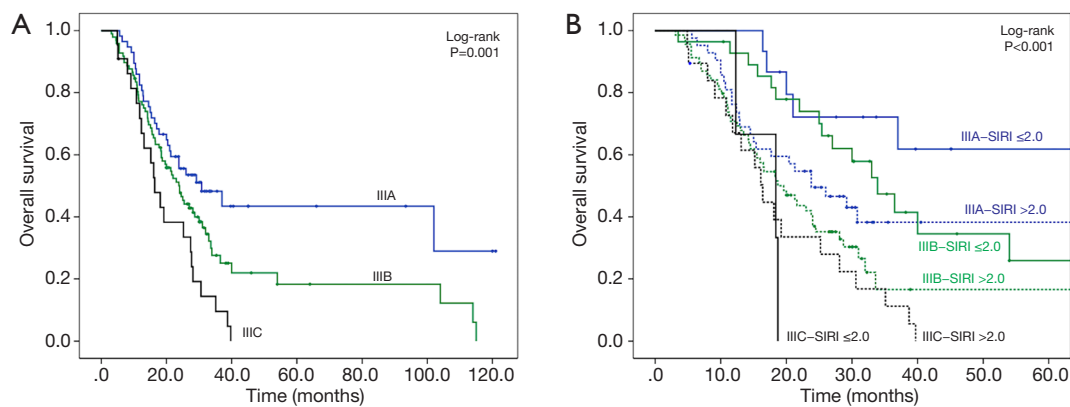 A
Log-rank
P=0.001
Overall survival
1.0
0.8
0.6
0.4
0.2
0.0
IIIA
IIIB
IIIC
.0 20.0 40.0 60.0 80.0 100.0 120.0
Time (months)
B
Log-rank
P<0.001
Overall survival
1.0
0.8
0.6
0.4
0.2
0.0
IIIA–SIRI ≤2.0
IIIA–SIRI >2.0
IIIB–SIRI ≤2.0
IIIB–SIRI >2.0
IIIC–SIRI ≤2.0 IIIC–SIRI >2.0
.0 10.0 20.0 30.0 40.0 50.0
Time (months)